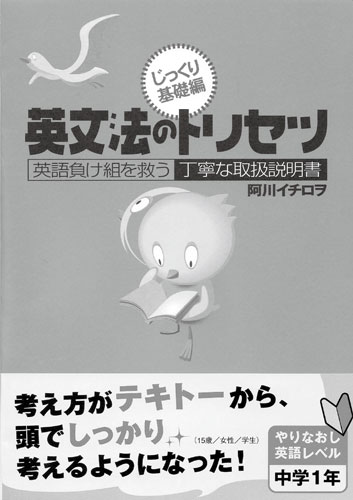 じっくり
基礎編
英文法のトリセツ
英語負け組を救う 丁寧な取扱説明書
阿川イチロヲ
考え方がテキトーから、
頭でしっかり
（15歳／女性／学生）
考えるようになった！
やりなおし
英語レベル
中学1年